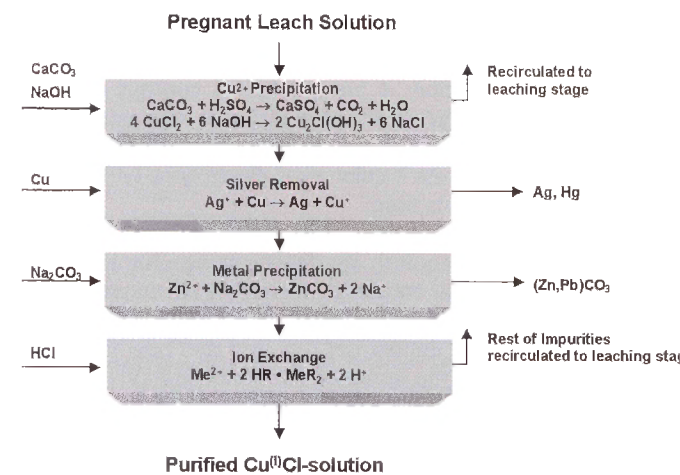 Pregnant Leach Solution
CaCO₃
NaOH
Cu²⁺ Precipitation
CaCO₃ + H₂SO₄ → CaSO₄ + CO₂ + H₂O
4 CuCl₂ + 6 NaOH → 2 Cu₂Cl(OH)₃ + 6 NaCl
Recirculated to
leaching stage
Cu
Silver Removal
Ag⁺ + Cu → Ag + Cu⁺
Ag, Hg
Na₂CO₃
Metal Precipitation
Zn²⁺ + Na₂CO₃ → ZnCO₃ + 2 Na⁺
(Zn,Pb)CO₃
HCl
Ion Exchange
Me²⁺ + 2 HR • MeR₂ + 2 H⁺
Rest of Impurities
recirculated to leaching stag
Purified Cu⁽ᴵ⁾Cl-solution